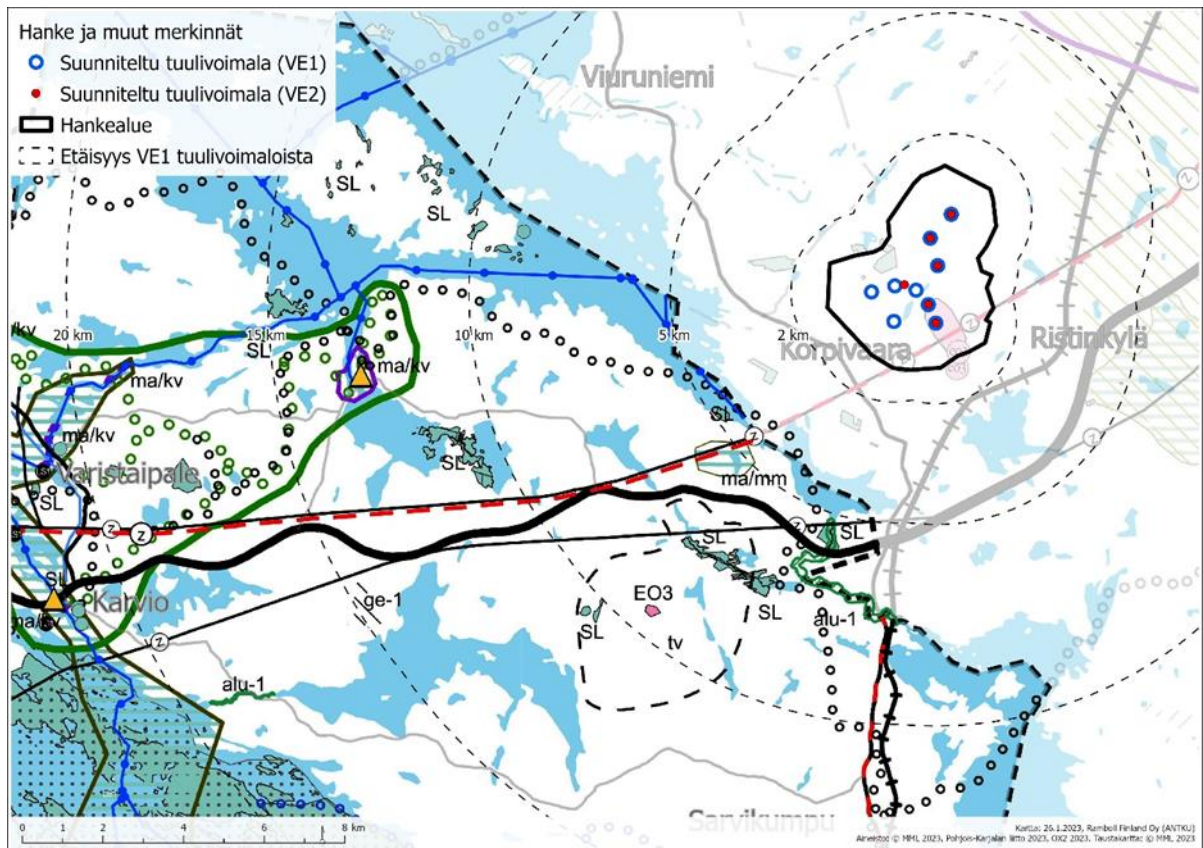 Hanke ja muut merkinnät
Suunniteltu tuulivoimala (VE1)
Suunniteltu tuulivoimala (VE2)
Hankealue
Etäisyys VE1 tuulivoimaloista
Viuruniemi
SL
SL
20 km
15 km
10 km
5 km
2 km
/kv
SL
ma/kv
ma/kv
Korpivaara
Ristinkylä
z
z
ma/kv
SL
Varistaipale
SL
SL
z
ma/mm
z
z
z
z
z
SL
SL
SL
Karvio
ma/kv
ge-1
SL
EO3
SL
tv
alu-1
z
alu-1
Sarvikumpu
0 1 2 4 6 8 km
Kartta: 26.1.2023, Ramboll Finland Oy (ANTKU)
Aineisto: © MML 2023, Pohjois-Karjalan liitto 2023, OX2 2023. Taustakartta: © MML 2023